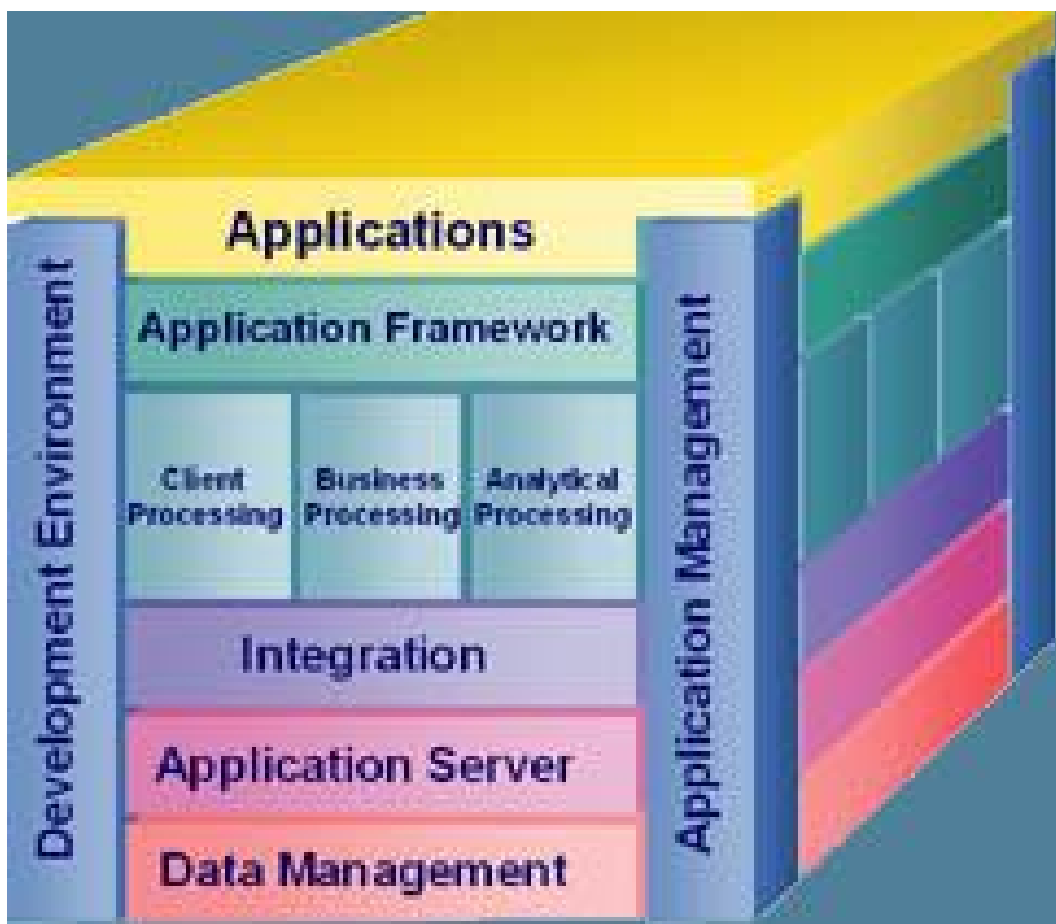 Applications
Development Environment
Application Framework
Client
Processing
Business
Processing
Analytical
Processing
Integration
Application Server
Data Management
Application Management